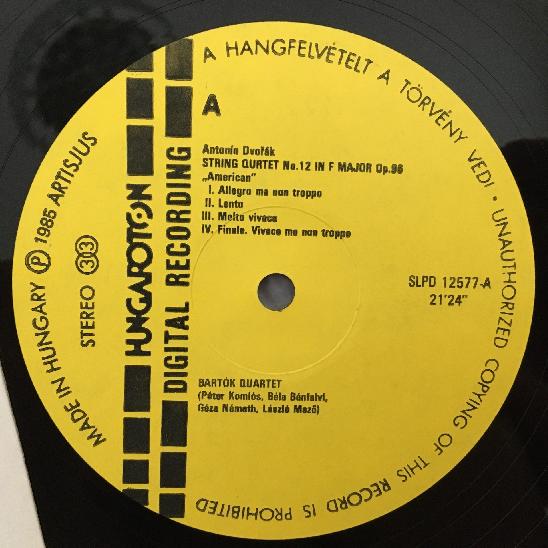 A HANGFELVÉTELT A TÖRVÉNY VÉDI • UNAUTHORIZED COPYING OF THIS RECORD IS PROHIBITED
MADE IN HUNGARY Ⓟ 1985 ARTISJUS
STEREO 33
HUNGAROTON
DIGITAL RECORDING
A
Antonín Dvořák
STRING QURTET No.12 IN F MAJOR Op.96
„American"
I. Allegro ma non troppo
II. Lento
III. Molto vivace
IV. Finale. Vivace ma non troppo
SLPD 12577-A
21'24"
BARTÓK QUARTET
(Péter Komlós, Béla Bánfalvi,
Géza Németh, László Mező)